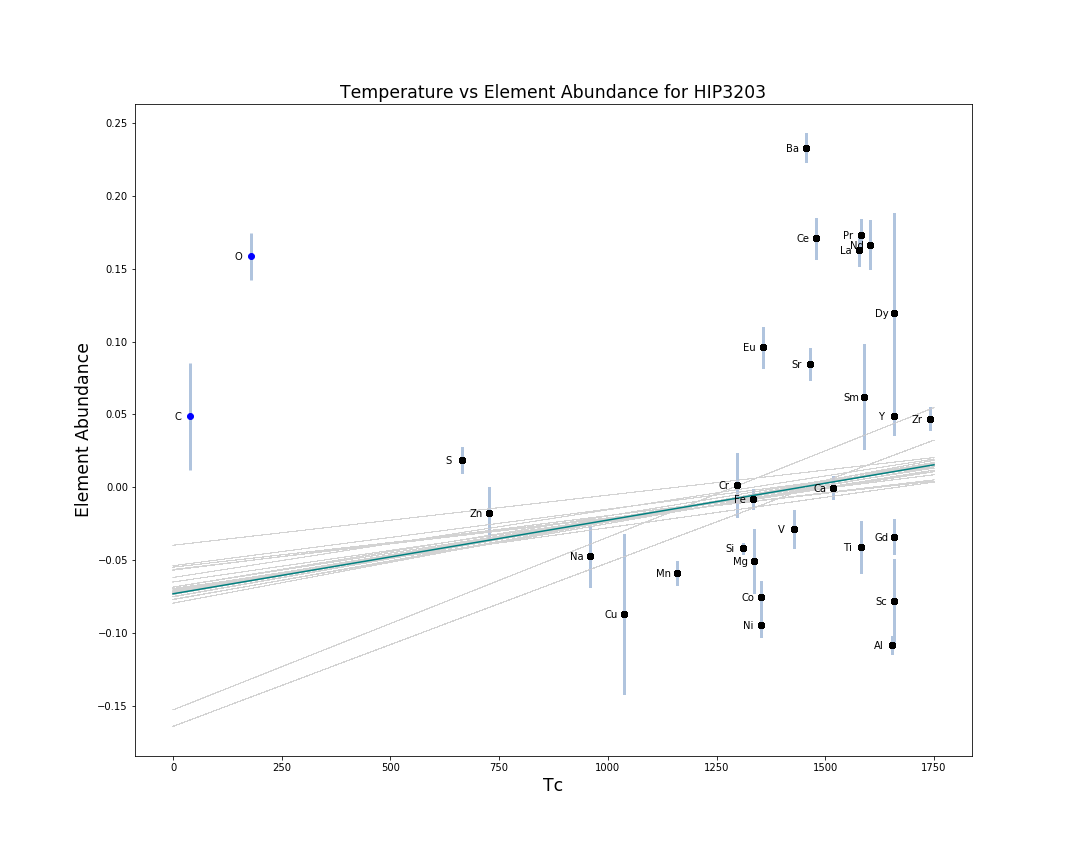 Temperature vs Element Abundance for HIP3203
Element Abundance
0.25
0.20
0.15
0.10
0.05
0.00
−0.05
−0.10
−0.15
Ba
Ce
Pr
Nd
La
O
Dy
Eu
Sr
Sm
C
Y
Zr
S
Cr
Ca
Fe
Zn
V
Gd
Si
Ti
Na
Mg
Mn
Co
Sc
Cu
Ni
Al
0
250
500
750
1000
1250
1500
1750
Tc